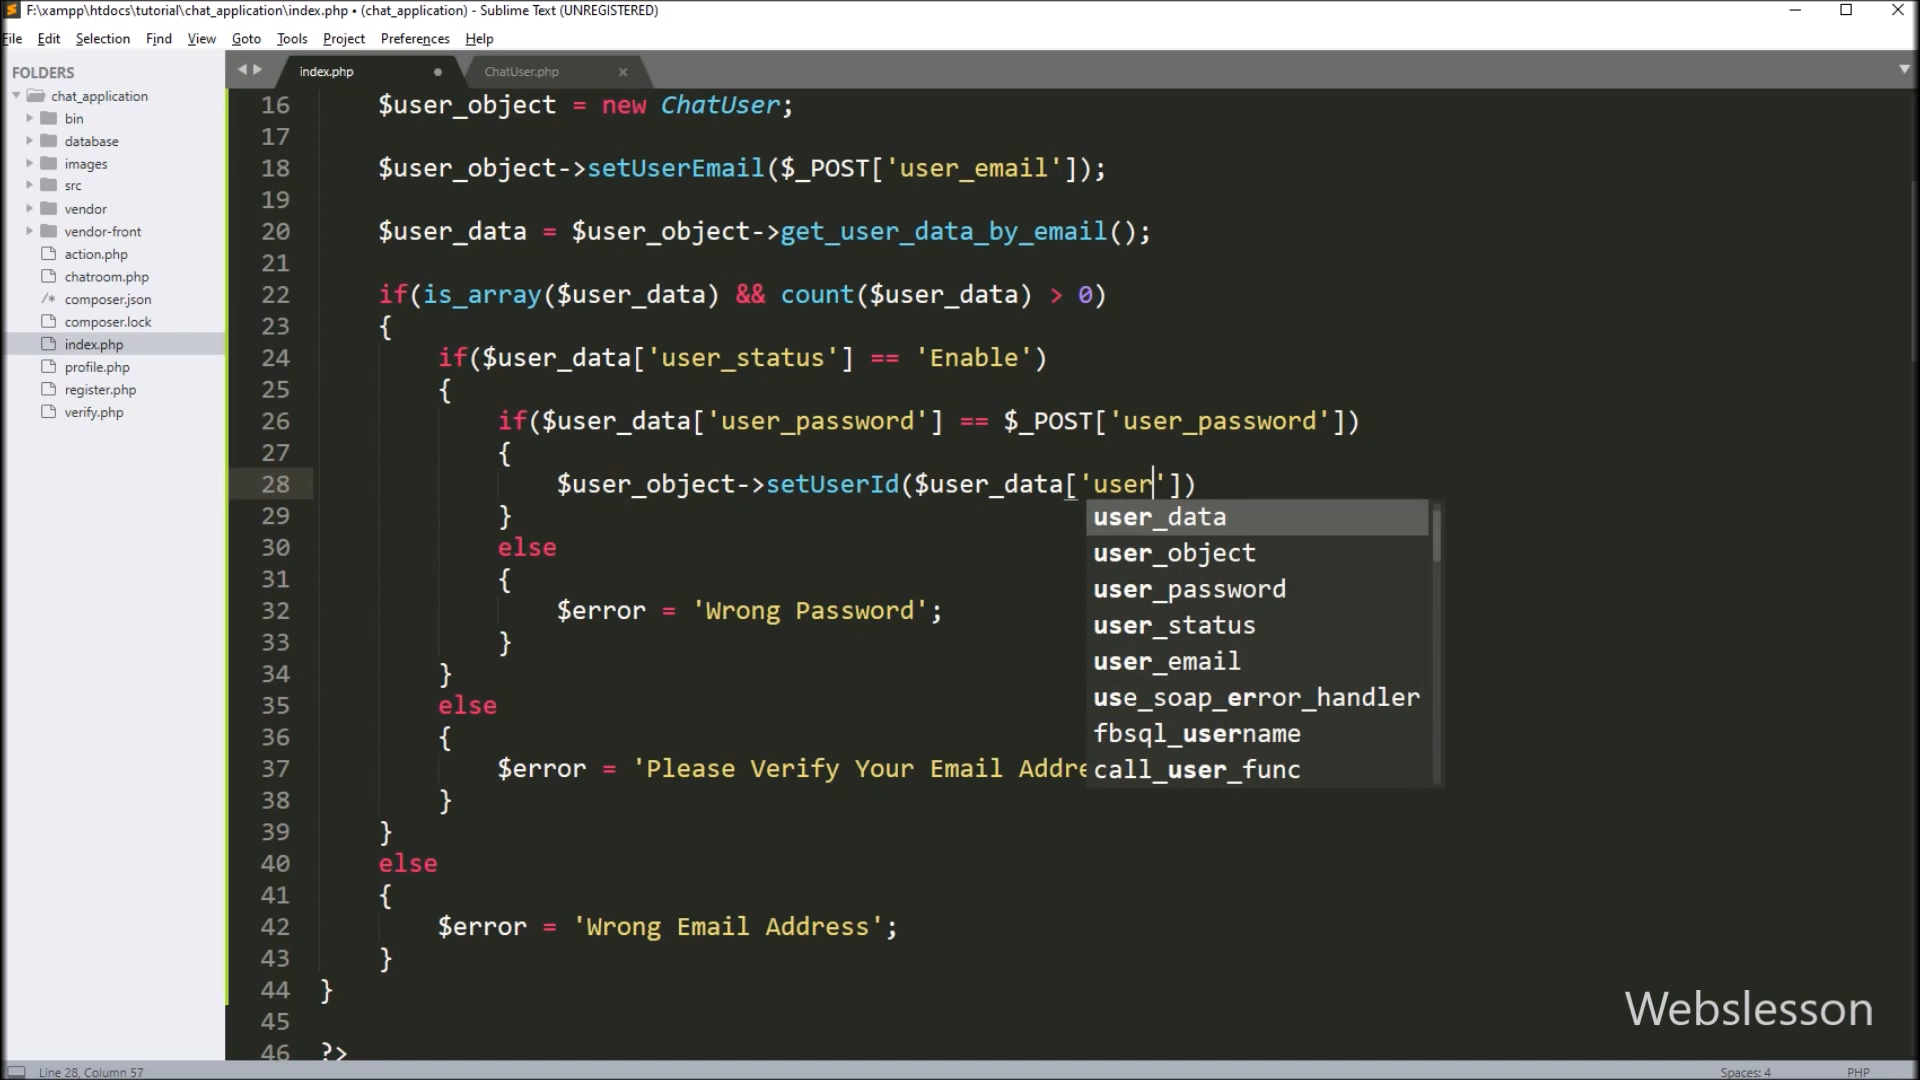 F:\xampp\htdocs\tutorial\chat_application\index.php • (chat_application) - Sublime Text (UNREGISTERED)
File Edit Selection Find View Goto Tools Project Preferences Help
FOLDERS
chat_application
bin
database
images
src
vendor
vendor-front
action.php
chatroom.php
/* composer.json
composer.lock
index.php
profile.php
register.php
verify.php
index.php ChatUser.php
16 $user_object = new ChatUser;
17
18 $user_object->setUserEmail($_POST['user_email']);
19
20 $user_data = $user_object->get_user_data_by_email();
21
22 if(is_array($user_data) && count($user_data) > 0)
23 {
24 if($user_data['user_status'] == 'Enable')
25 {
26 if($user_data['user_password'] == $_POST['user_password'])
27 {
28 $user_object->setUserId($user_data['user'])
29 }
30 else
31 {
32 $error = 'Wrong Password';
33 }
34 }
35 else
36 {
37 $error = 'Please Verify Your Email Addre
38 }
39 }
40 else
41 {
42 $error = 'Wrong Email Address';
43 }
44 }
45
46 ?>
user_data
user_object
user_password
user_status
user_email
use_soap_error_handler
fbsql_username
call_user_func
Webslesson
Line 28, Column 57 Spaces: 4 PHP